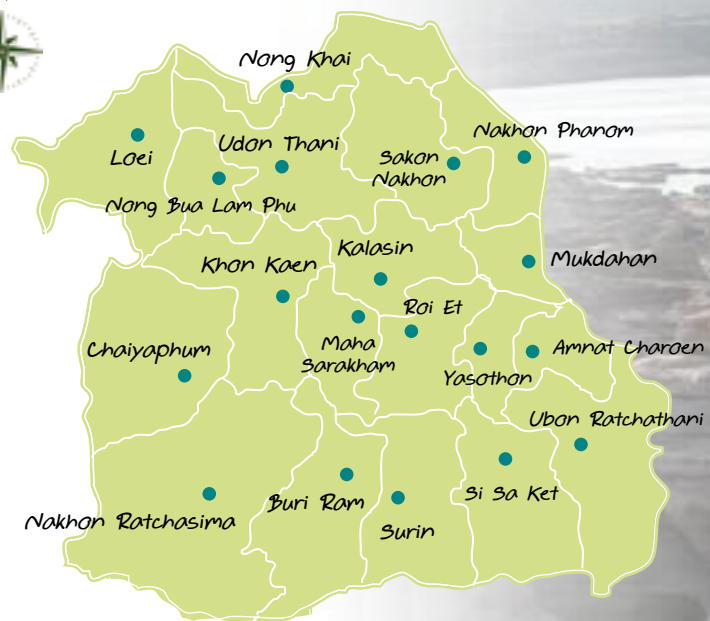 Nong Khai
Nakhon Phanom
Udon Thani
Loei
Sakon
Nakhon
Nong Bua Lam Phu
Kalasin
Mukdahan
Khon Kaen
Roi Et
Maha
Sarakham
Chaiyaphum
Amnat Charoen
Yasothon
Ubon Ratchathani
Si Sa Ket
Buri Ram
Nakhon Ratchasima
Surin